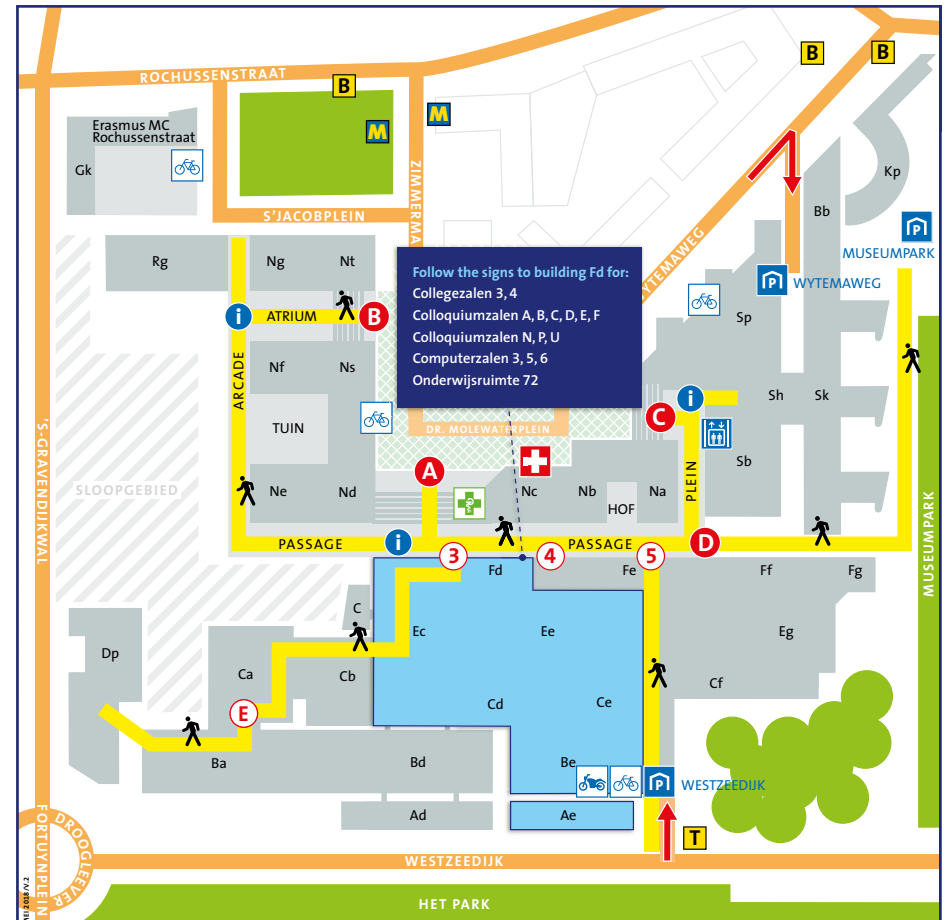 ROCHUSSENSTRAAT
B
B
B
M
M
Erasmus MC
Rochussenstraat
Gk
ZIMMERMA
S'JACOBPLEIN
Kp
Bb
P
MUSEUMPARK
P
WYTEMAWEG
YTEMAWEG
Rg
Ng
Nt
i
ATRIUM
B
ARCADE
Follow the signs to building Fd for:
Collegezalen 3, 4
Colloquiumzalen A, B, C, D, E, F
Colloquiumzalen N, P, U
Computerzalen 3, 5, 6
Onderwijsruimte 72
Sp
Nf
Ns
Sh
Sk
i
C
TUIN
DR. MOLEWATERPLEIN
'S-GRAVENDIJKWAL
SLOOPGEBIED
A
Ne
Nd
Nc
Nb
Na
HOF
PLEIN
Sb
PASSAGE
i
PASSAGE
D
MUSEUMPARK
3
4
5
Fd
Fe
Ff
Fg
C
Ec
Ee
Eg
Dp
Ca
Cb
Cd
Ce
Cf
E
Ba
Bd
Be
P
WESTZEEDIJK
Ad
Ae
T
DROOGLEEVER
FORTUYNPLEIN
WESTZEEDIJK
HET PARK